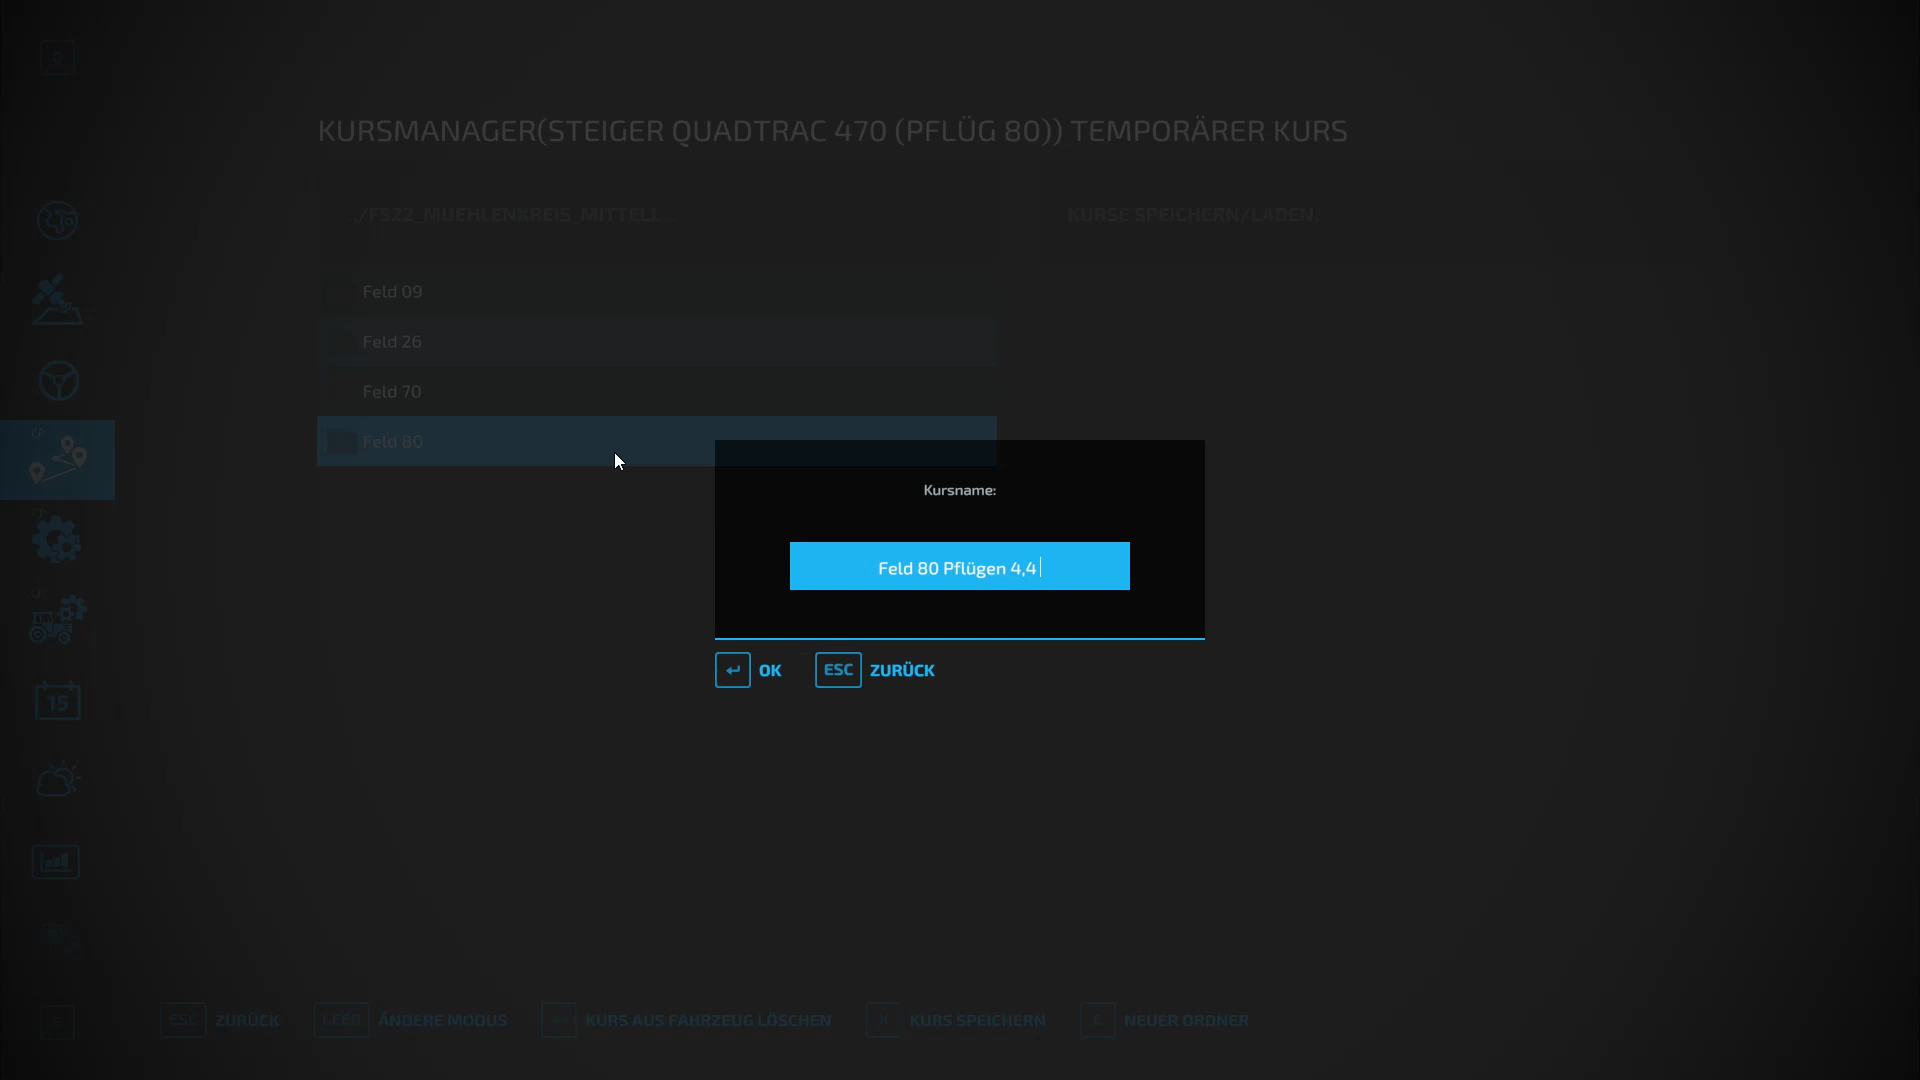 KURSMANAGER(STEIGER QUADTRAC 470 (PFLÜG 80)) TEMPORÄRER KURS
../FS22_MUEHLENKREIS_MITTELL...
KURSE SPEICHERN/LADEN.
Feld 09
Feld 26
Feld 70
Feld 80
CP
Kursname:
Feld 80 Pflügen 4,4
OK
ESC ZURÜCK
15
ESC ZURÜCK
LEER ÄNDERE MODUS
KURS AUS FAHRZEUG LÖSCHEN
X KURS SPEICHERN
C NEUER ORDNER